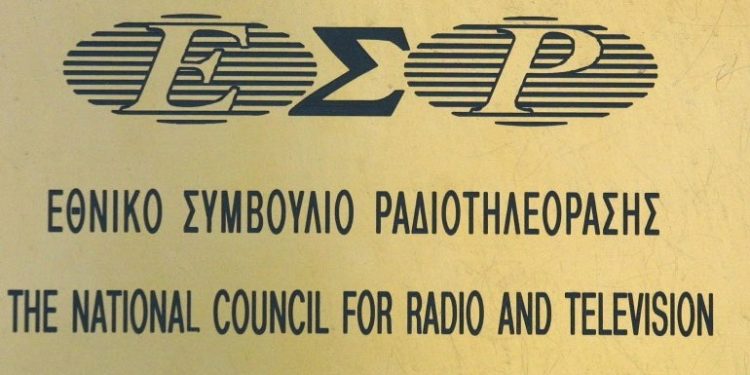 ΕΣΡ
ΕΘΝΙΚΟ ΣΥΜΒΟΥΛΙΟ ΡΑΔΙΟΤΗΛΕΟΡΑΣΗΣ
THE NATIONAL COUNCIL FOR RADIO AND TELEVISION